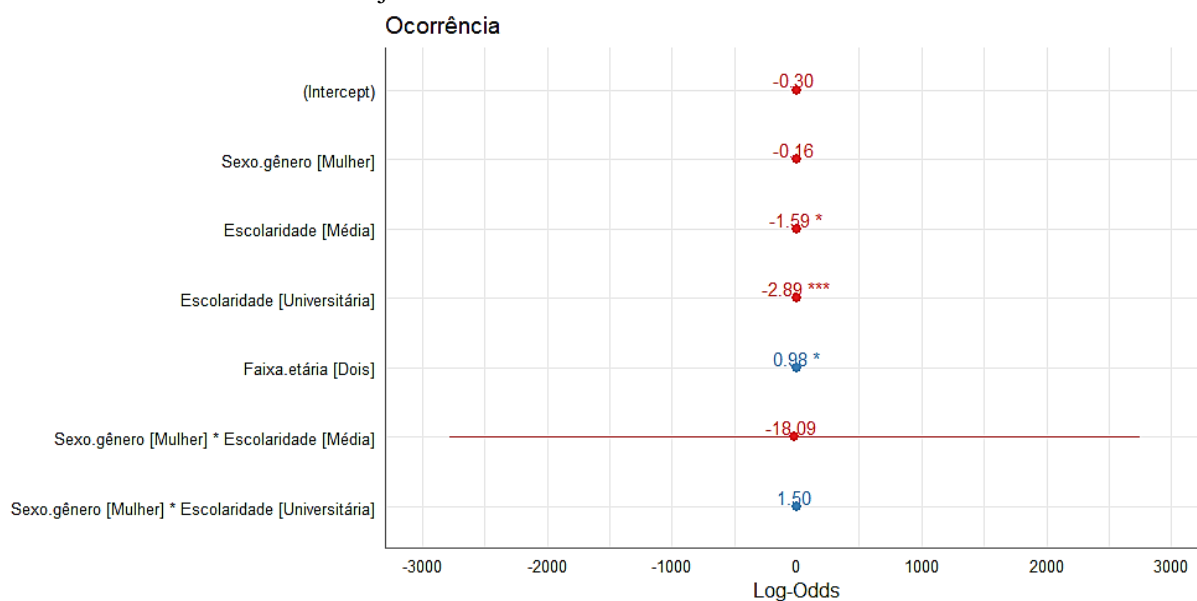 Ocorrência
(Intercept)
-0.30
Sexo.gênero [Mulher]
-0.16
Escolaridade [Média]
-1.59 *
Escolaridade [Universitária]
-2.89 ***
Faixa.etária [Dois]
0.98 *
Sexo.gênero [Mulher] * Escolaridade [Média]
-18.09
Sexo.gênero [Mulher] * Escolaridade [Universitária]
1.50
-3000 -2000 -1000 0 1000 2000 3000
Log-Odds